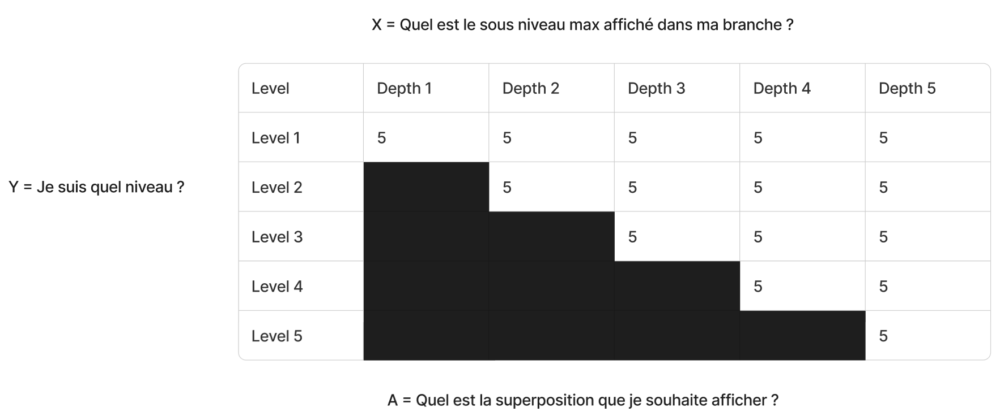 X = Quel est le sous niveau max affiché dans ma branche ?
Level Depth 1 Depth 2 Depth 3 Depth 4 Depth 5
Level 1 5 5 5 5 5
Level 2 5 5 5 5
Y = Je suis quel niveau ?
Level 3 5 5 5
Level 4 5 5
Level 5 5
A = Quel est la superposition que je souhaite afficher ?